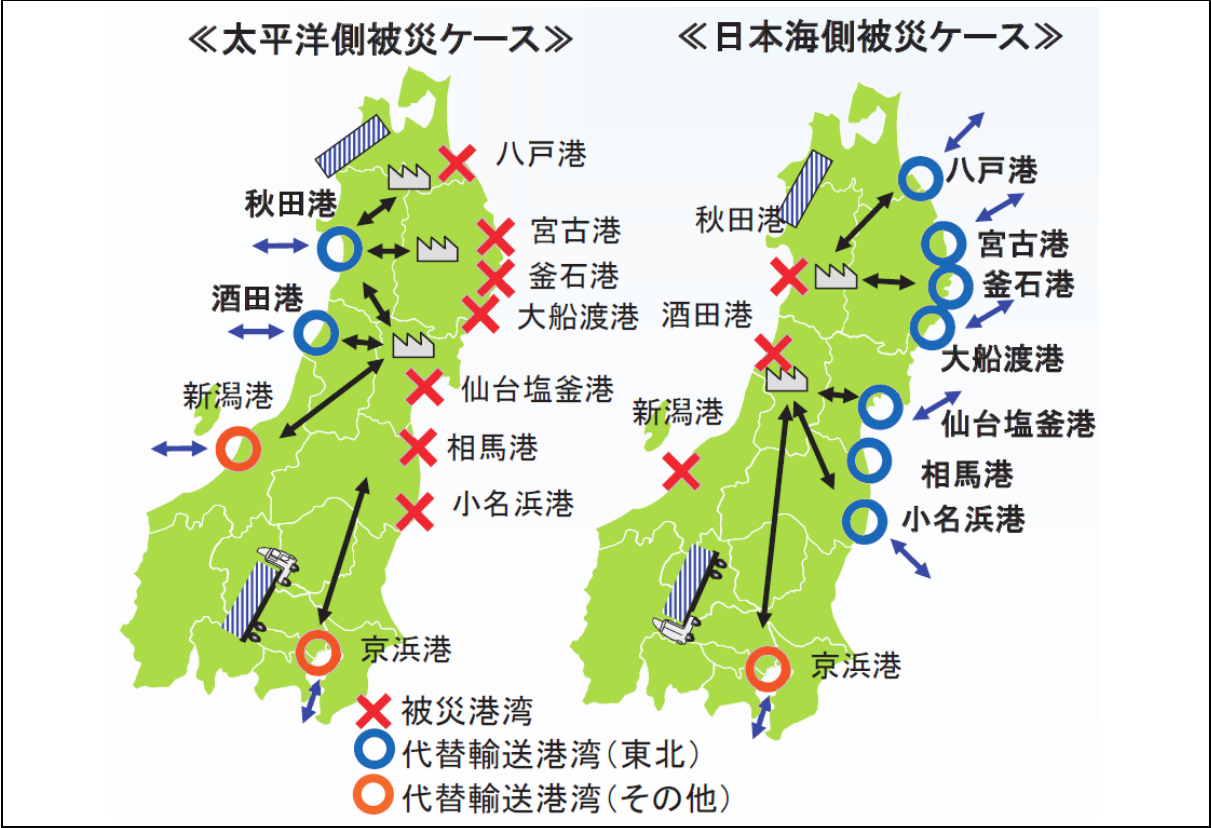 ≪太平洋側被災ケース≫
八戸港
秋田港
宮古港
釜石港
酒田港
大船渡港
仙台塩釜港
新潟港
相馬港
小名浜港
京浜港
≪日本海側被災ケース≫
八戸港
秋田港
宮古港
釜石港
酒田港
大船渡港
新潟港
仙台塩釜港
相馬港
小名浜港
京浜港
被災港湾
代替輸送港湾(東北)
代替輸送港湾(その他)